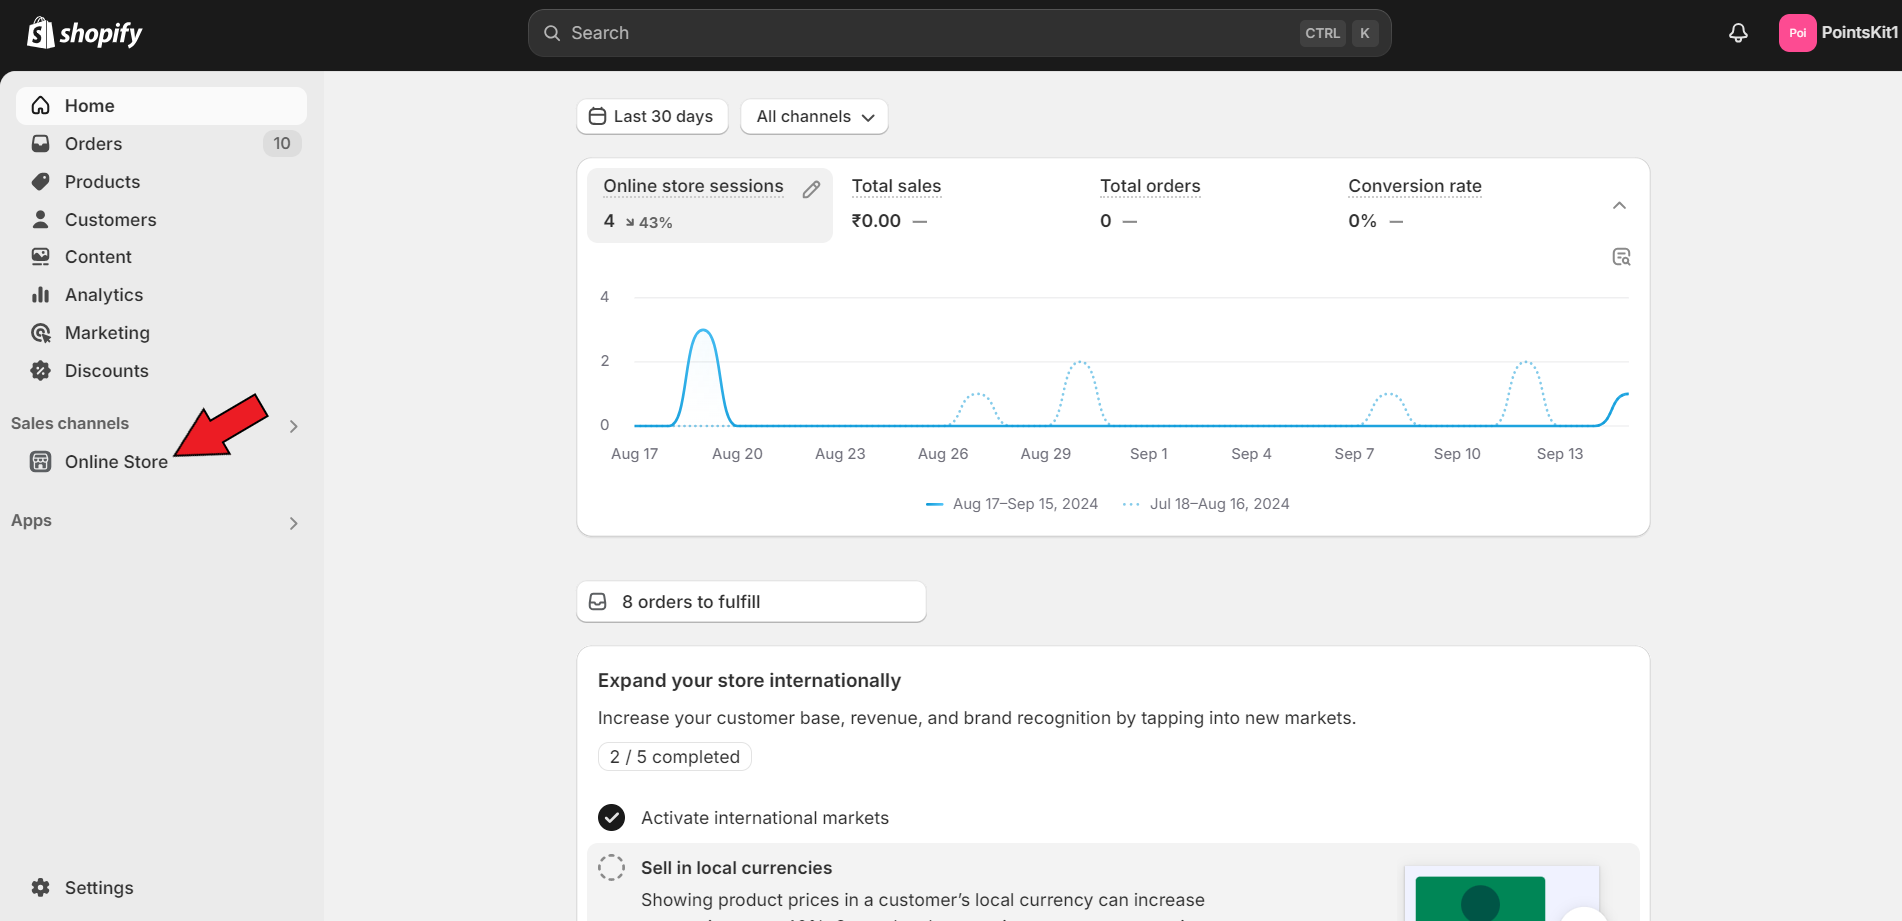 shopify
Search
CTRL K
Poi
PointsKit1
Home
Orders 10
Products
Customers
Content
Analytics
Marketing
Discounts
Sales channels
Online Store
Apps
Settings
Last 30 days
All channels
Online store sessions
4 43%
Total sales
₹0.00 —
Total orders
0 —
Conversion rate
0% —
4
2
0
Aug 17 Aug 20 Aug 23 Aug 26 Aug 29 Sep 1 Sep 4 Sep 7 Sep 10 Sep 13
Aug 17–Sep 15, 2024 Jul 18–Aug 16, 2024
8 orders to fulfill
Expand your store internationally
Increase your customer base, revenue, and brand recognition by tapping into new markets.
2 / 5 completed
Activate international markets
Sell in local currencies
Showing product prices in a customer’s local currency can increase